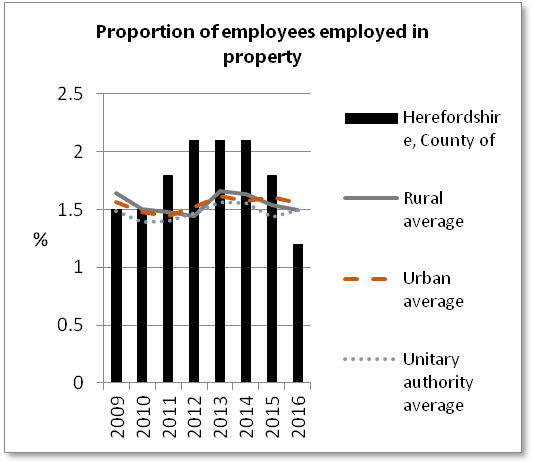 Proportion of employees employed in
property
2.5
2
1.5
1
0.5
0
%
2009
2010
2011
2012
2013
2014
2015
2016
Herefordshir
e, County of
Rural
average
Urban
average
Unitary
authority
average